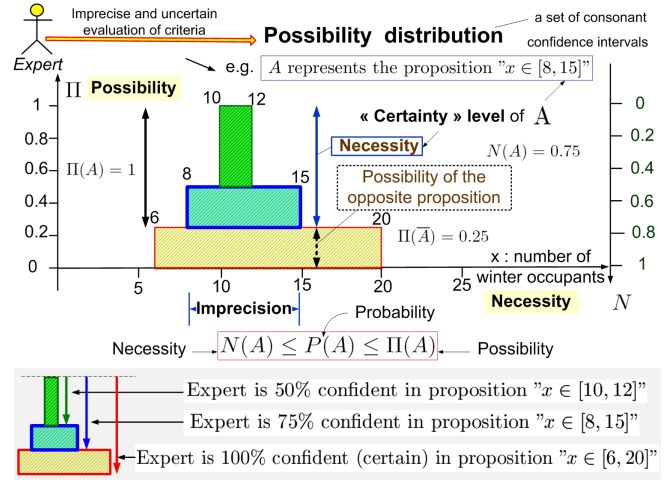 Imprecise and uncertain
evaluation of criteria
Expert
Possibility distribution
a set of consonant
confidence intervals
e.g.
A represents the proposition "x ∈ [8, 15]"
Π Possibility
10 12
1
0
« Certainty » level of A
0.8
0.2
Necessity
N(A) = 0.75
0.6
0.4
Π(A) = 1
8
15
Possibility of the
opposite proposition
0.4
0.6
6
20
0.2
0.8
Π(A̅) = 0.25
x : number of
winter occupants
0
1
5
10
15
20
25
Imprecision
Necessity
N
Probability
Necessity
N(A) ≤ P(A) ≤ Π(A)
Possibility
Expert is 50% confident in proposition "x ∈ [10, 12]"
Expert is 75% confident in proposition "x ∈ [8, 15]"
Expert is 100% confident (certain) in proposition "x ∈ [6, 20]"